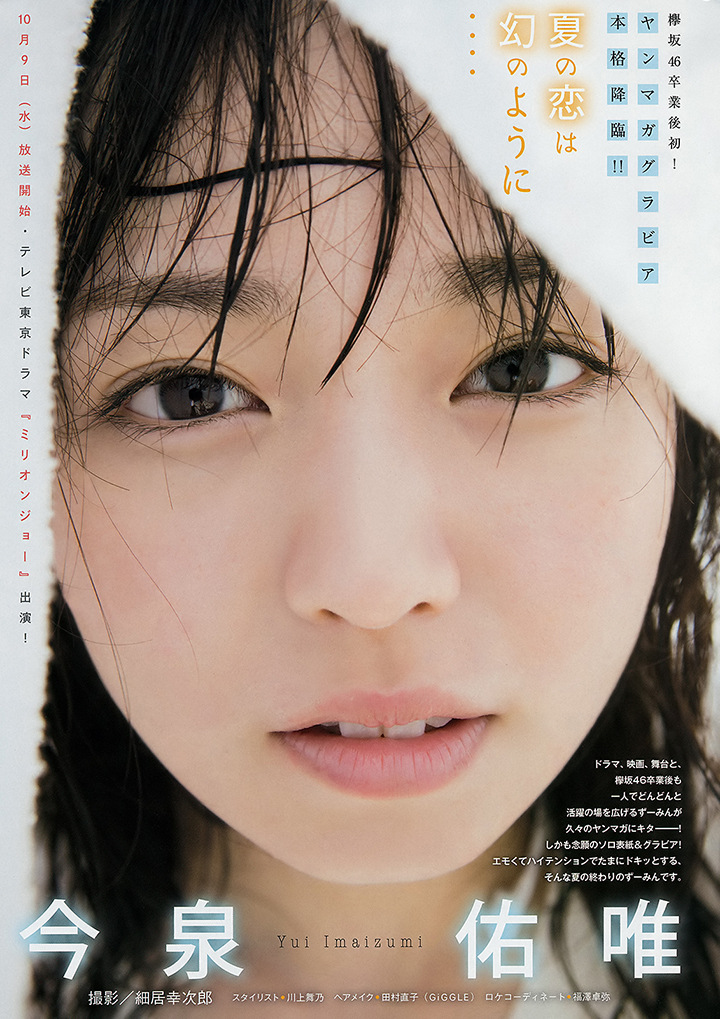 欅坂46卒業後初！
ヤンマガグラビア
本格降臨!!
夏の恋は
幻のように
……
10月9日（水）放送開始・テレビ東京ドラマ『ミリオンジョー』出演！
ドラマ、映画、舞台と、
欅坂46卒業後も
一人でどんどんと
活躍の場を広げるずーみんが
久々のヤンマガにキター――！
しかも念願のソロ表紙＆グラビア！
エモくてハイテンションでたまにドキッとする、
そんな夏の終わりのずーみんです。
今泉 Yui Imaizumi 佑唯
撮影／細居幸次郎 スタイリスト●川上舞乃 ヘアメイク●田村直子（GiGGLE） ロケコーディネート●福澤卓弥